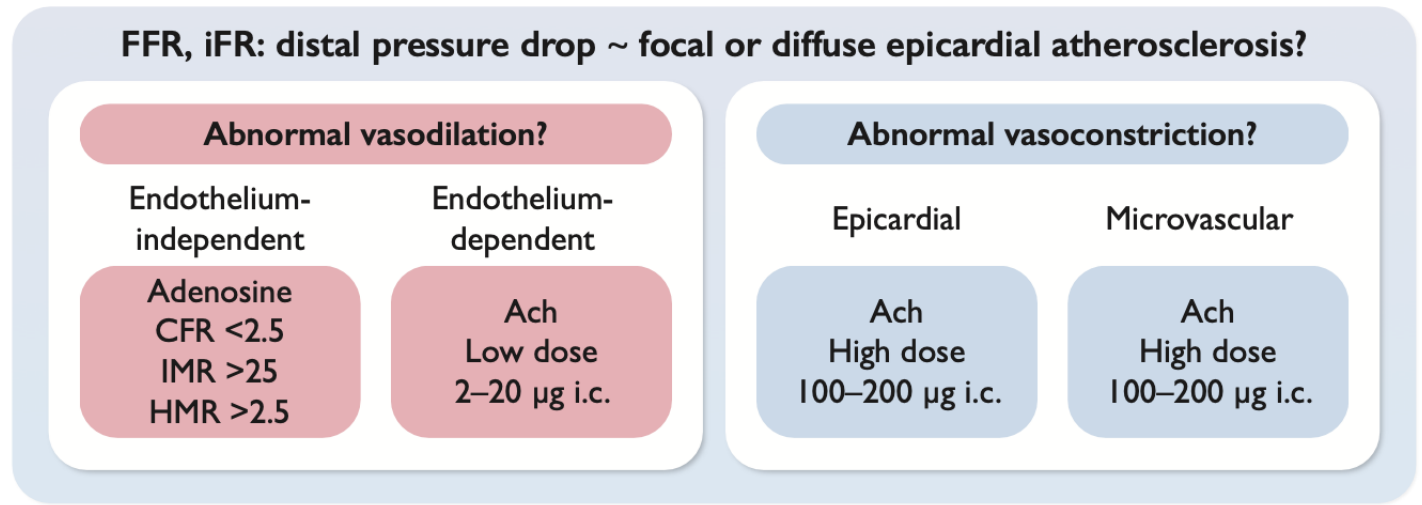 FFR, iFR: distal pressure drop ~ focal or diffuse epicardial atherosclerosis?
Abnormal vasodilation?
Endothelium-
independent
Adenosine
CFR <2.5
IMR >25
HMR >2.5
Endothelium-
dependent
Ach
Low dose
2–20 µg i.c.
Abnormal vasoconstriction?
Epicardial
Ach
High dose
100–200 µg i.c.
Microvascular
Ach
High dose
100–200 µg i.c.